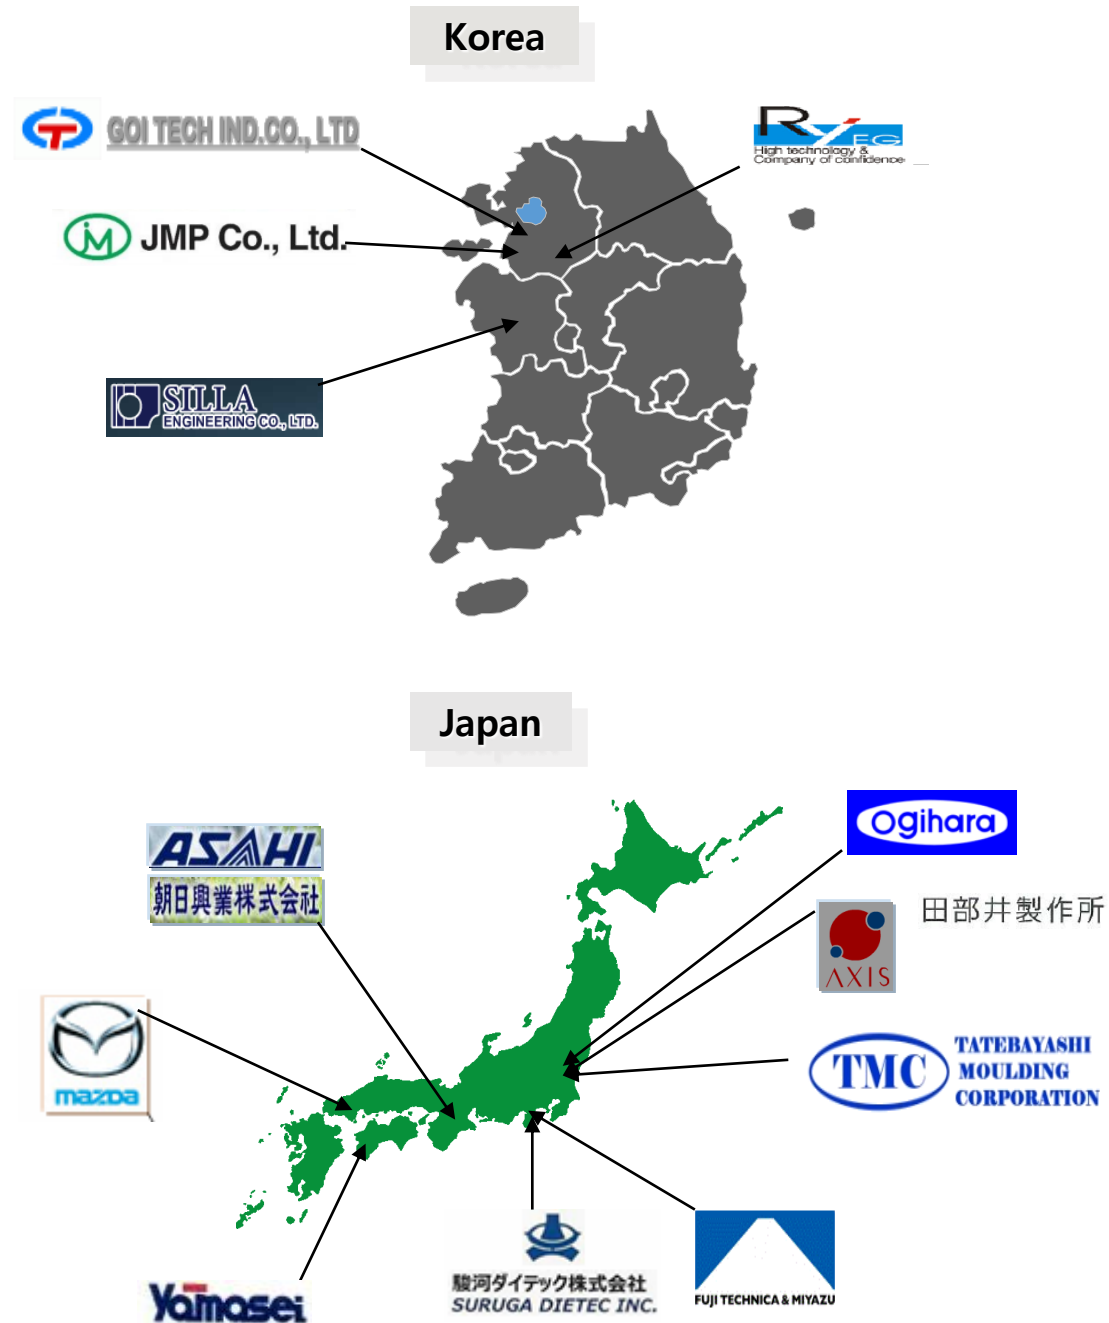 Korea
GOI TECH IND.CO., LTD
RYEG
High technology &
Company of confidence
JMP Co., Ltd.
SILLA
ENGINEERING CO., LTD.
Japan
Ogihara
ASAHI
朝日興業株式会社
田部井製作所
AXIS
mazda
TMC
TATEBAYASHI
MOULDING
CORPORATION
駿河ダイテック株式会社
SURUGA DIETEC INC.
FUJI TECHNICA & MIYAZU
Yamasei